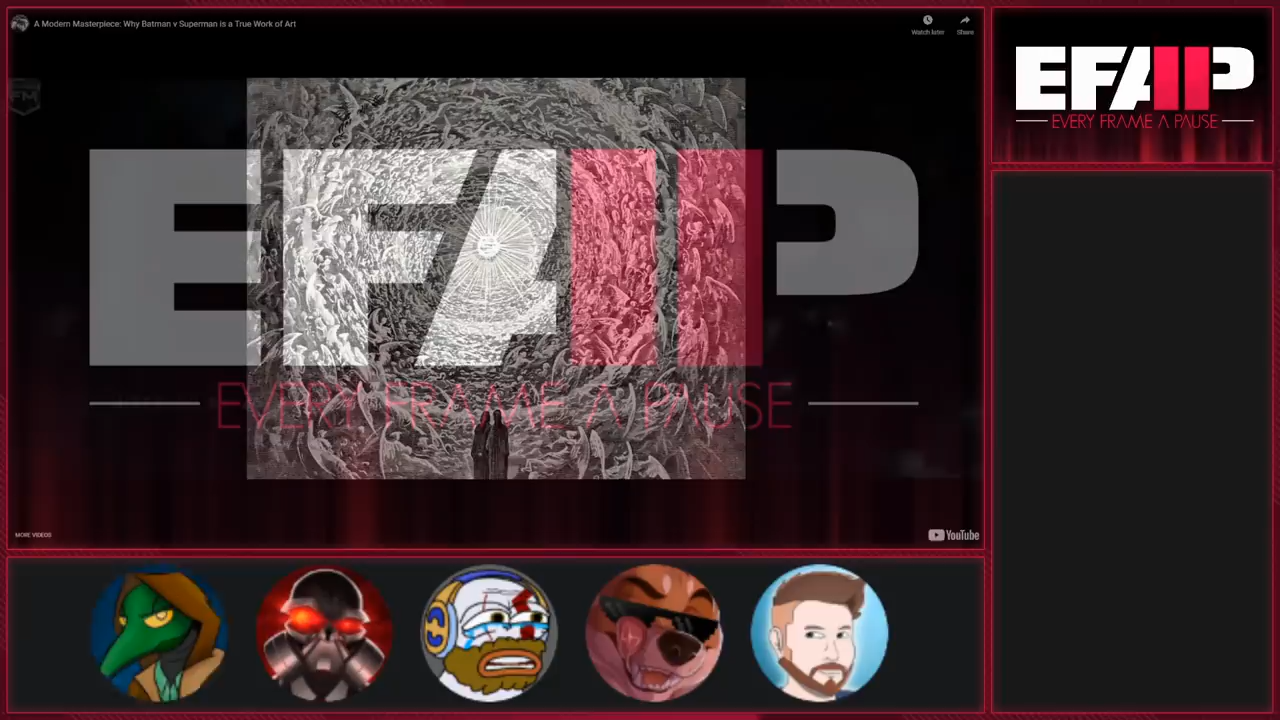 A Modern Masterpiece: Why Batman v Superman is a True Work of Art
Watch later
Share
FM
EFAP
EVERY FRAME A PAUSE
MORE VIDEOS
YouTube
EFAP
EVERY FRAME A PAUSE